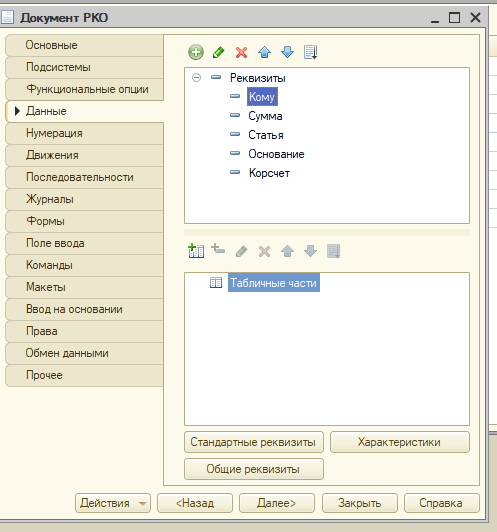 Документ РКО
Основные
Подсистемы
Функциональные опции
Данные
Нумерация
Движения
Последовательности
Журналы
Формы
Поле ввода
Команды
Макеты
Ввод на основании
Права
Обмен данными
Прочее
Реквизиты
Кому
Сумма
Статья
Основание
Корсчет
Табличные части
Стандартные реквизиты
Характеристики
Общие реквизиты
Действия
<Назад
Далее>
Закрыть
Справка